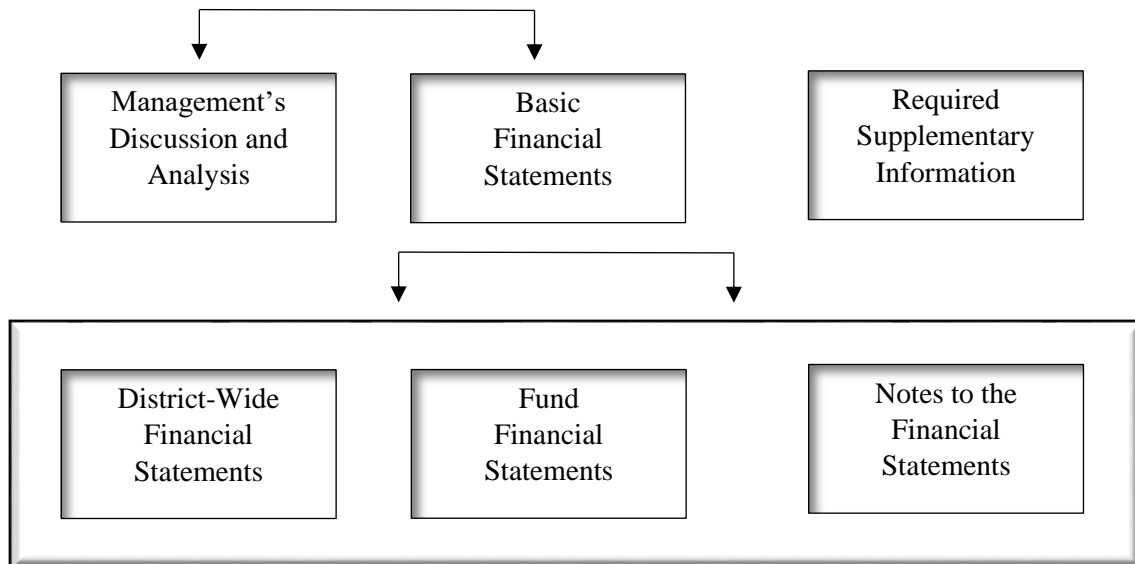 Management’s
Discussion and
Analysis
Basic
Financial
Statements
Required
Supplementary
Information
District-Wide
Financial
Statements
Fund
Financial
Statements
Notes to the
Financial
Statements